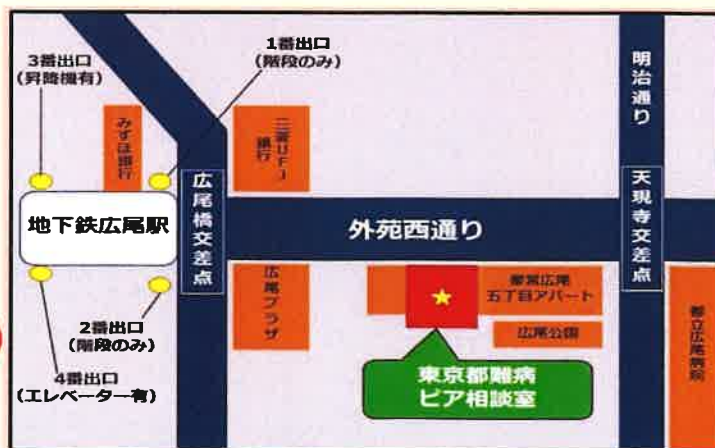 3番出口
(昇降機有)
1番出口
(階段のみ)
みずほ銀行
三菱UFJ
銀行
明治通り
地下鉄広尾駅
広尾橋交差点
外苑西通り
天現寺交差点
広尾プラザ
都営広尾
五丁目アパート
広尾公園
都立広尾病院
2番出口
(階段のみ)
4番出口
(エレベーター有)
東京都難病
ピア相談室